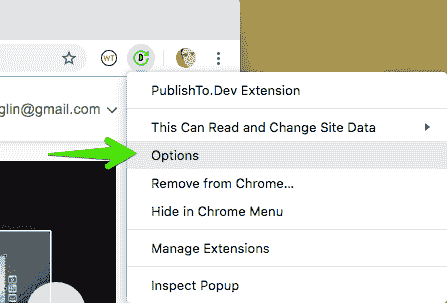 WT
D
glin@gmail.com
PublishTo.Dev Extension
This Can Read and Change Site Data
Options
Remove from Chrome...
Hide in Chrome Menu
Manage Extensions
Inspect Popup